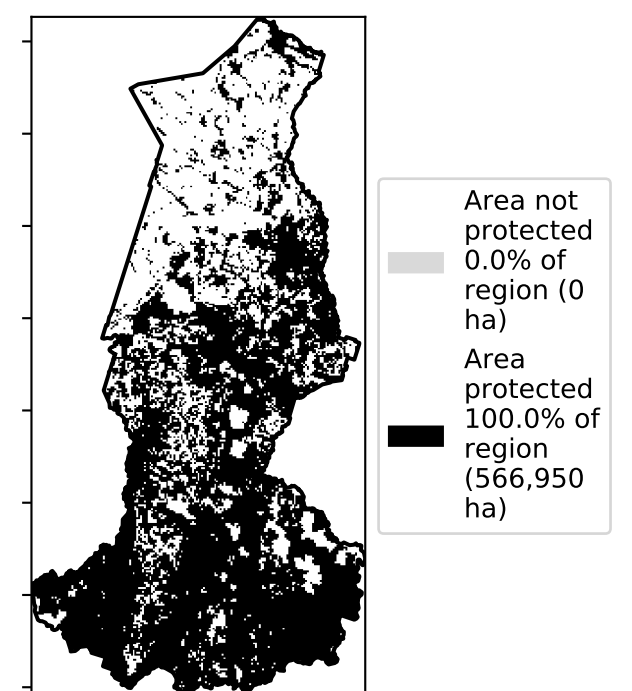 Area not
protected
0.0% of
region (0
ha)
Area
protected
100.0% of
region
(566,950
ha)